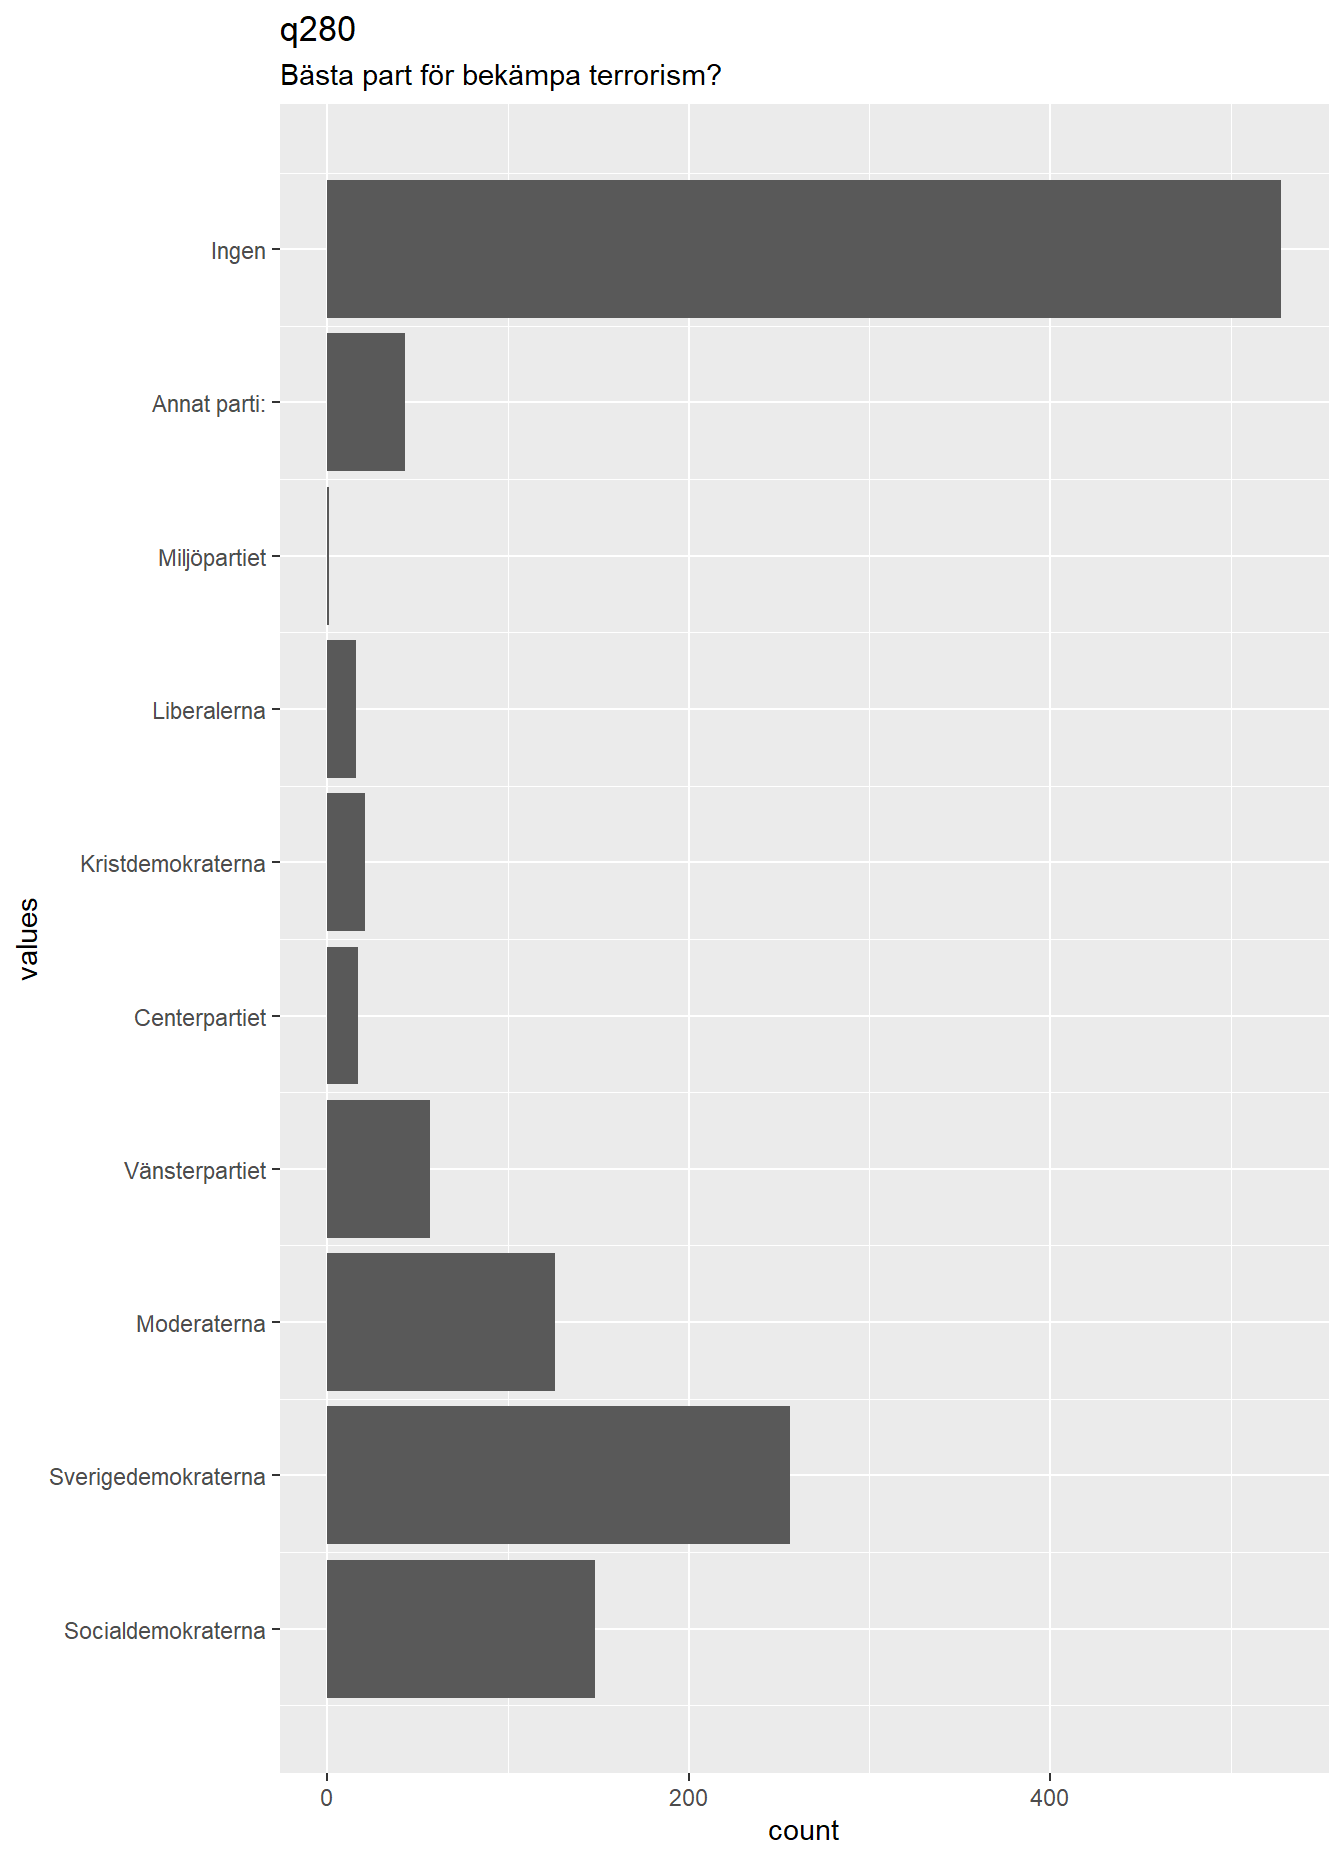 q280
Bästa part för bekämpa terrorism?
Ingen
Annat parti:
Miljöpartiet
Liberalerna
Kristdemokraterna
Centerpartiet
Vänsterpartiet
Moderaterna
Sverigedemokraterna
Socialdemokraterna
values
0 200 400
count